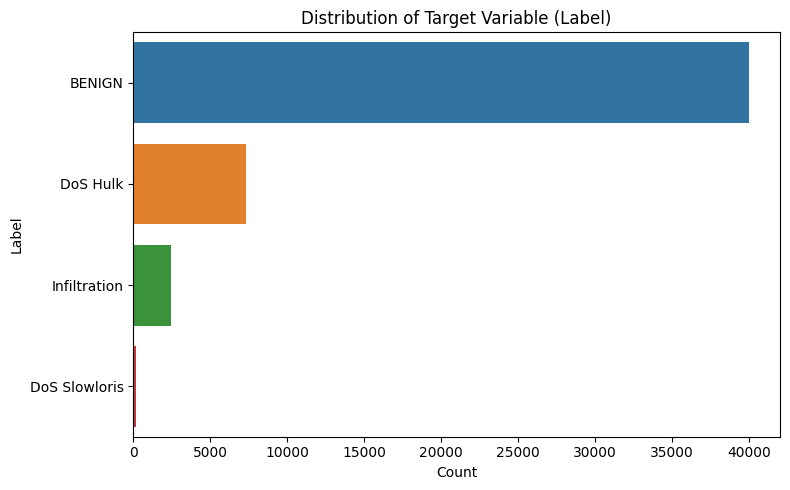 Distribution of Target Variable (Label)
BENIGN
DoS Hulk
Infiltration
DoS Slowloris
Label
0 5000 10000 15000 20000 25000 30000 35000 40000
Count